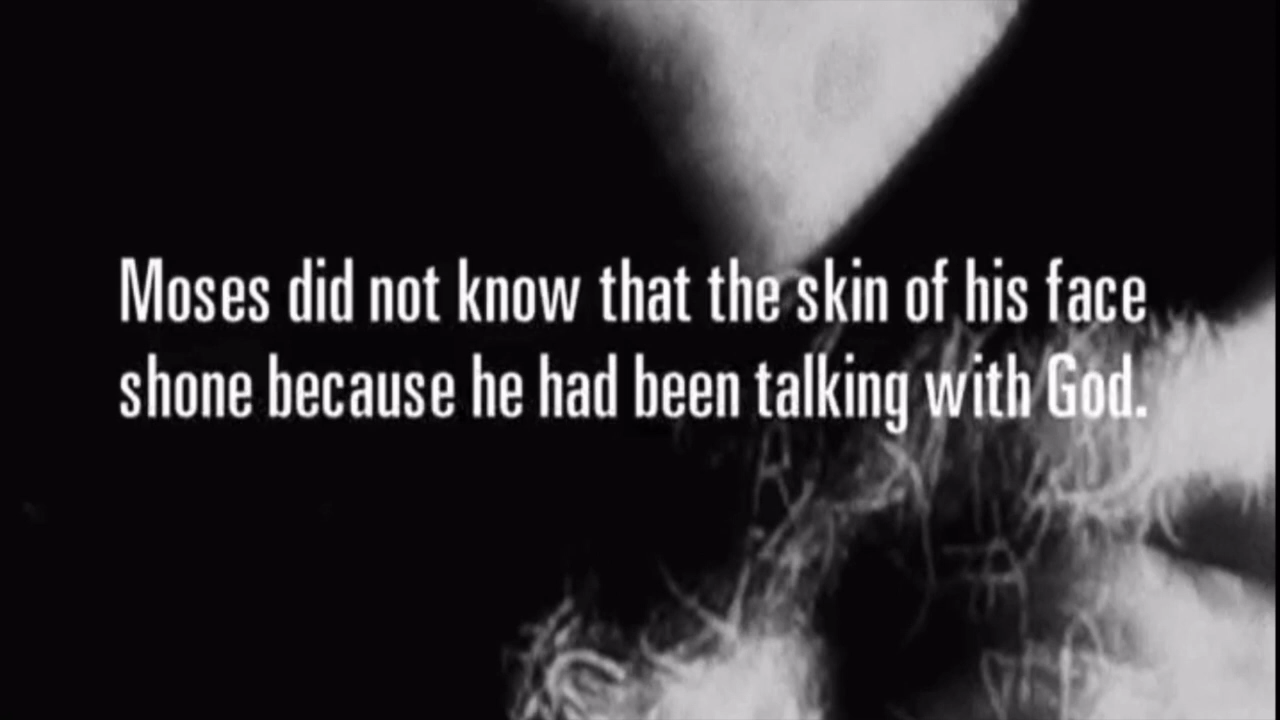 Moses did not know that the skin of his face
shone because he had been talking with God.